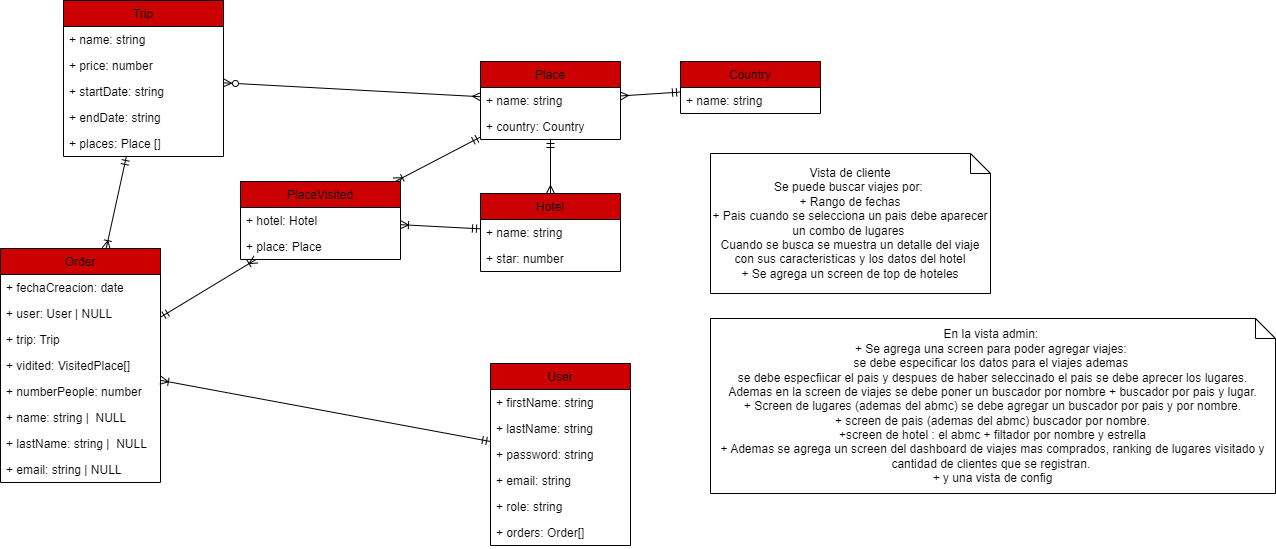 Trip
+ name: string
+ price: number
+ startDate: string
+ endDate: string
+ places: Place []
Place
+ name: string
+ country: Country
Country
+ name: string
PlaceVisited
+ hotel: Hotel
+ place: Place
Hotel
+ name: string
+ star: number
Order
+ fechaCreacion: date
+ user: User | NULL
+ trip: Trip
+ vidited: VisitedPlace[]
+ numberPeople: number
+ name: string |  NULL
+ lastName: string |  NULL
+ email: string | NULL
User
+ firstName: string
+ lastName: string
+ password: string
+ email: string
+ role: string
+ orders: Order[]
Vista de cliente
Se puede buscar viajes por:
+ Rango de fechas
+ Pais cuando se selecciona un pais debe aparecer
un combo de lugares
Cuando se busca se muestra un detalle del viaje
con sus caracteristicas y los datos del hotel
+ Se agrega un screen de top de hoteles
En la vista admin:
+ Se agrega una screen para poder agregar viajes:
se debe especificar los datos para el viajes ademas
se debe especfiicar el pais y despues de haber seleccinado el pais se debe aprecer los lugares.
Ademas en la screen de viajes se debe poner un buscador por nombre + buscador por pais y lugar.
+ Screen de lugares (ademas del abmc) se debe agregar un buscador por pais y por nombre.
+ screen de pais (ademas del abmc) buscador por nombre.
+screen de hotel : el abmc + filtador por nombre y estrella
+ Ademas se agrega un screen del dashboard de viajes mas comprados, ranking de lugares visitado y
cantidad de clientes que se registran.
+ y una vista de config